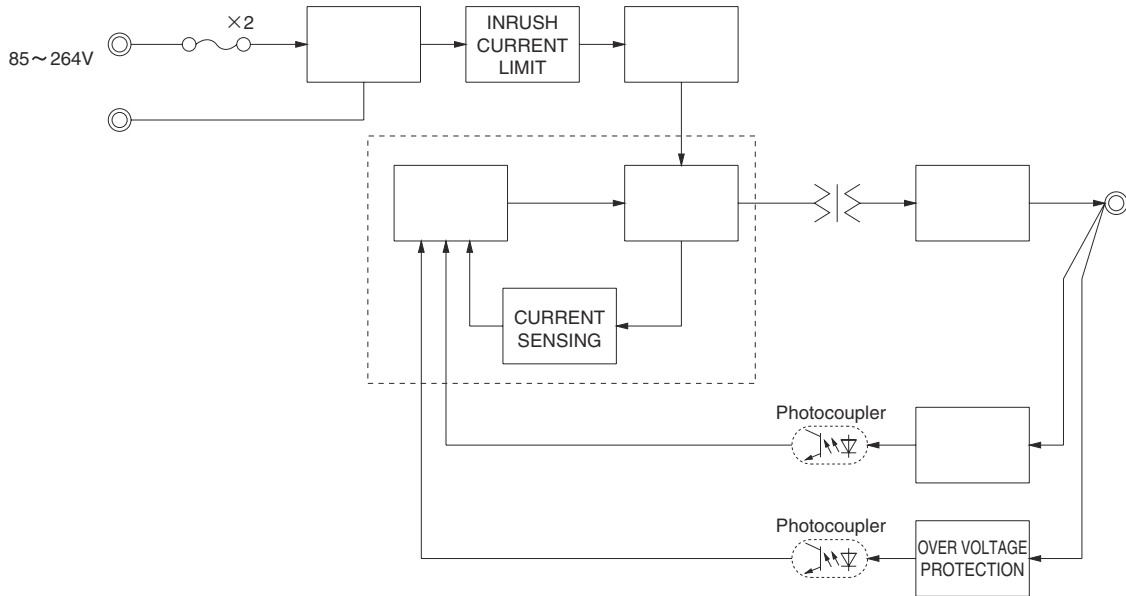 ×2
85～264V
INRUSH
CURRENT
LIMIT
CURRENT
SENSING
Photocoupler
Photocoupler
OVER VOLTAGE
PROTECTION